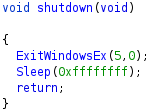 void shutdown(void)
{
ExitWindowsEx(5,0);
Sleep(0xffffffff);
return;
}